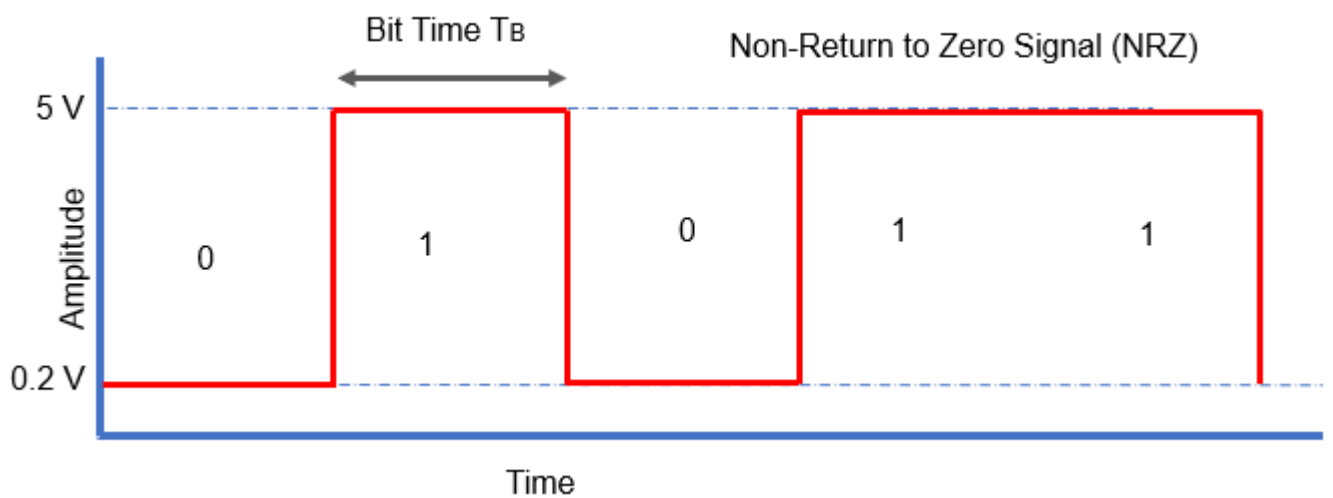 Bit Time TB
Non-Return to Zero Signal (NRZ)
5 V
Amplitude
0 1 0 1 1
0.2 V
Time